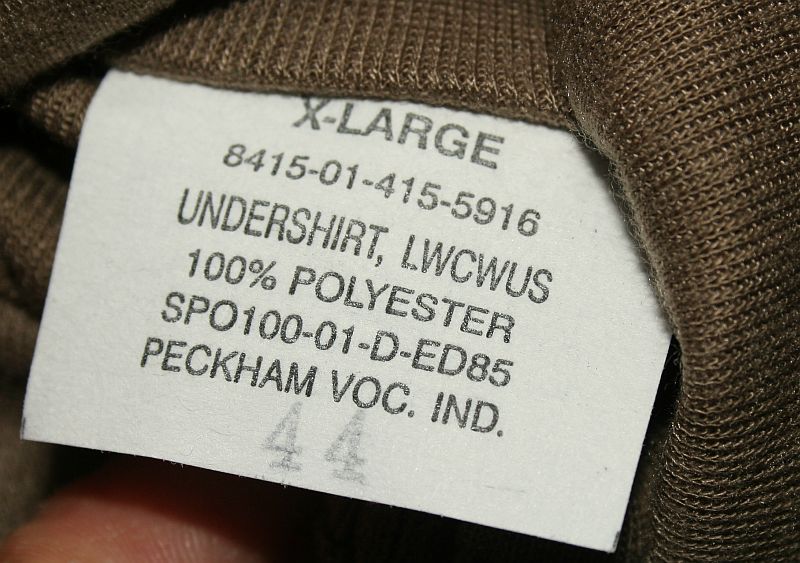 X-LARGE
8415-01-415-5916
UNDERSHIRT, LWCWUS
100% POLYESTER
SPO100-01-D-ED85
PECKHAM VOC. IND.
44